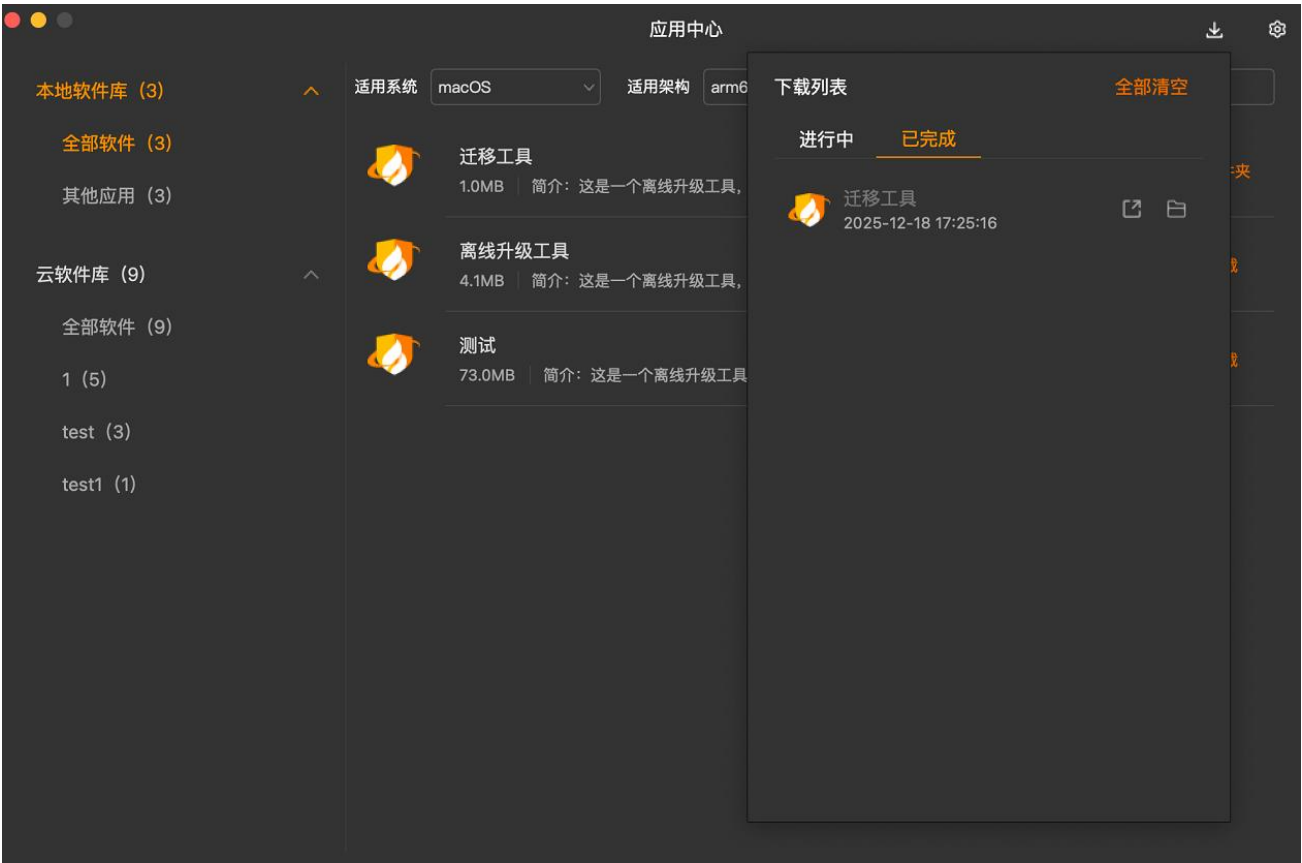 应用中心
本地软件库（3）
全部软件（3）
其他应用（3）
云软件库（9）
全部软件（9）
1（5）
test（3）
test1（1）
适用系统 macOS 适用架构
迁移工具
1.0MB 简介：这是一个离线升级工具,
离线升级工具
4.1MB 简介：这是一个离线升级工具,
测试
73.0MB 简介：这是一个离线升级工具
下载列表 全部清空
进行中 已完成
迁移工具
2025-12-18 17:25:16
夹